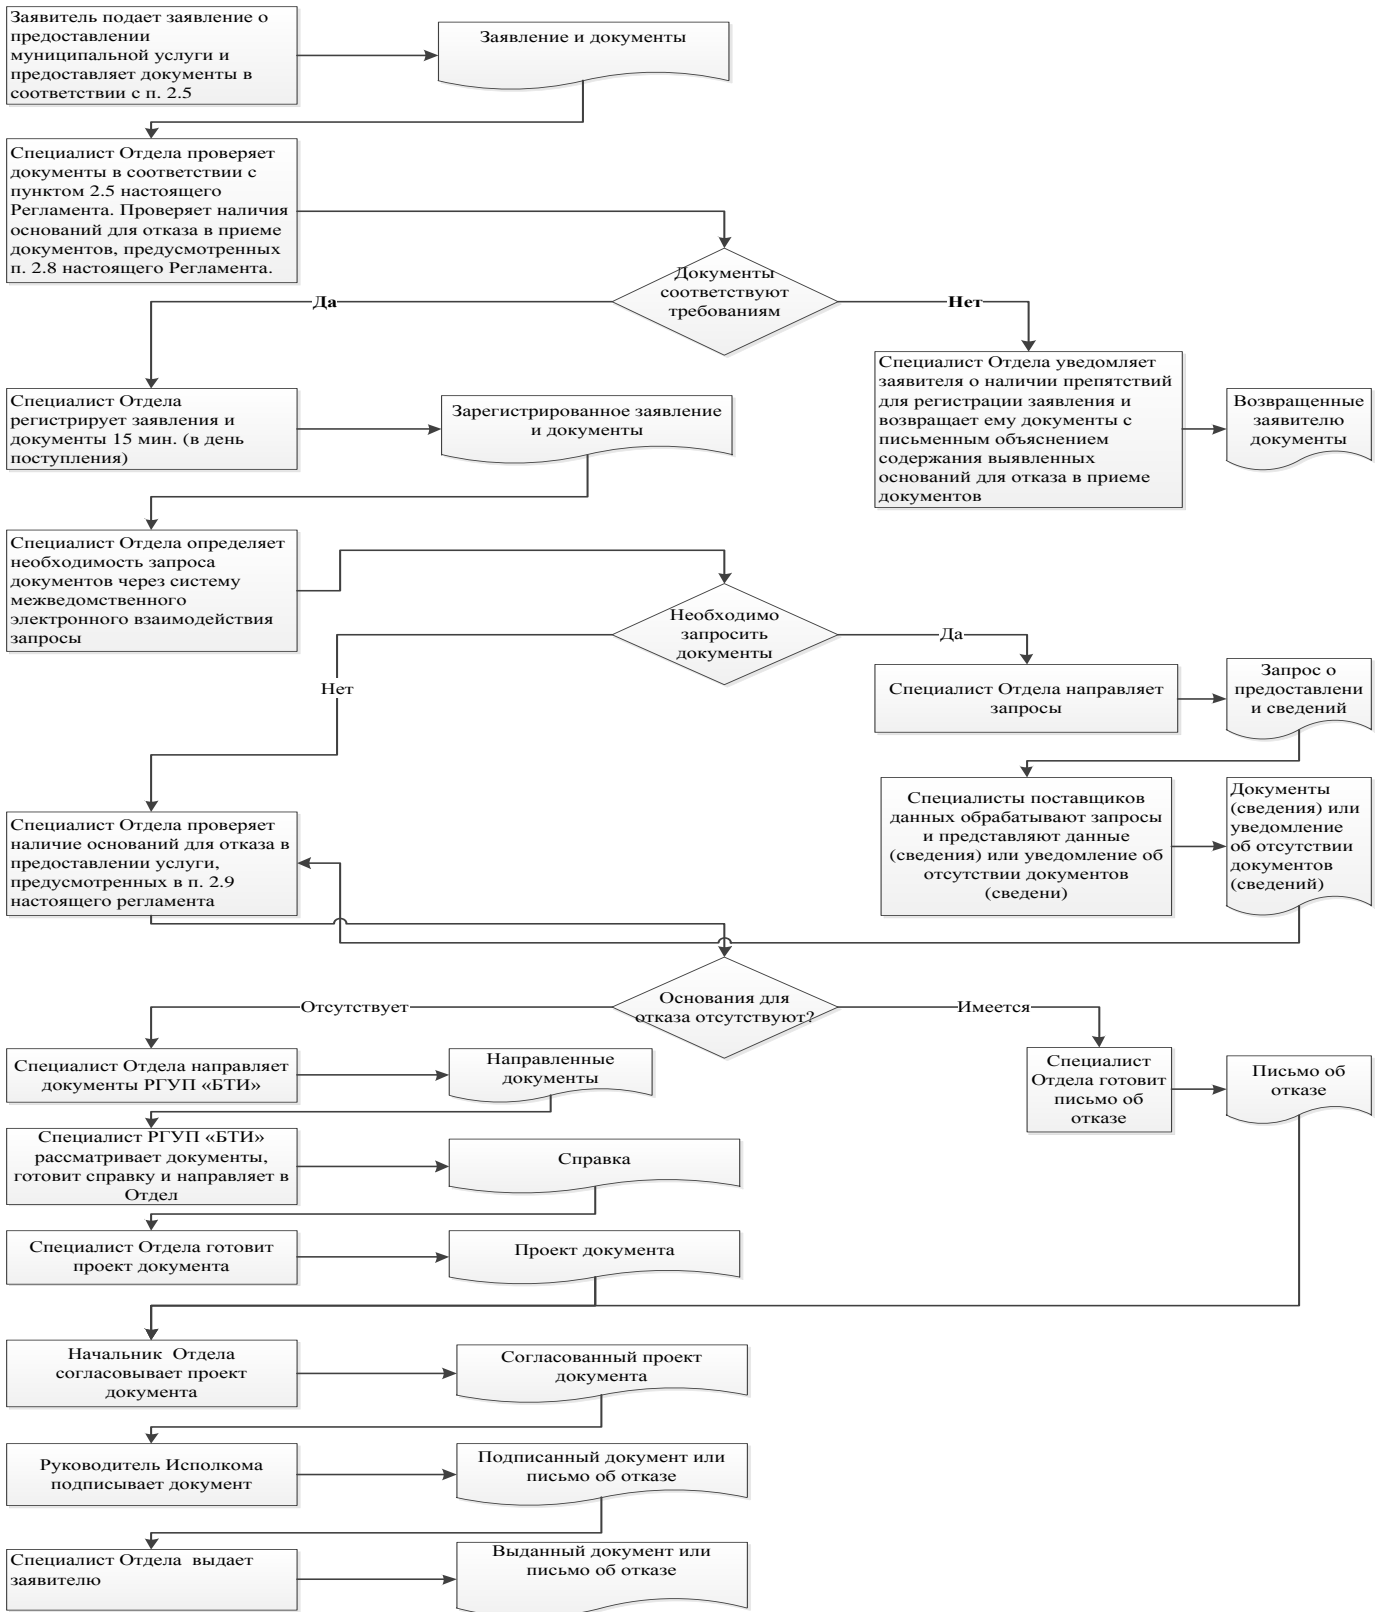 Заявитель подает заявление о
предоставлении
муниципальной услуги и
предоставляет документы в
соответствии с п. 2.5
Заявление и документы
Специалист Отдела проверяет
документы в соответствии с
пунктом 2.5 настоящего
Регламента. Проверяет наличия
оснований для отказа в приеме
документов, предусмотренных
п. 2.8 настоящего Регламента.
Документы
соответствуют
требованиям
Да
Нет
Специалист Отдела
регистрирует заявления и
документы 15 мин. (в день
поступления)
Зарегистрированное заявление
и документы
Специалист Отдела уведомляет
заявителя о наличии препятствий
для регистрации заявления и
возвращает ему документы с
письменным объяснением
содержания выявленных
оснований для отказа в приеме
документов
Возвращенные
заявителю
документы
Специалист Отдела определяет
необходимость запроса
документов через систему
межведомственного
электронного взаимодействия
запросы
Необходимо
запросить
документы
Да
Нет
Специалист Отдела направляет
запросы
Запрос о
предоставлени
и сведений
Специалисты поставщиков
данных обрабатывают запросы
и представляют данные
(сведения) или уведомление об
отсутствии документов
(сведени)
Документы
(сведения) или
уведомление
об отсутствии
документов
(сведений)
Специалист Отдела проверяет
наличие оснований для отказа в
предоставлении услуги,
предусмотренных в п. 2.9
настоящего регламента
Основания для
отказа отсутствуют?
Отсутствует
Имеется
Специалист Отдела направляет
документы РГУП «БТИ»
Направленные
документы
Специалист
Отдела готовит
письмо об
отказе
Письмо об
отказе
Специалист РГУП «БТИ»
рассматривает документы,
готовит справку и направляет в
Отдел
Справка
Специалист Отдела готовит
проект документа
Проект документа
Начальник  Отдела
согласовывает проект
документа
Согласованный проект
документа
Руководитель Исполкома
подписывает документ
Подписанный документ или
письмо об отказе
Специалист Отдела  выдает
заявителю
Выданный документ или
письмо об отказе